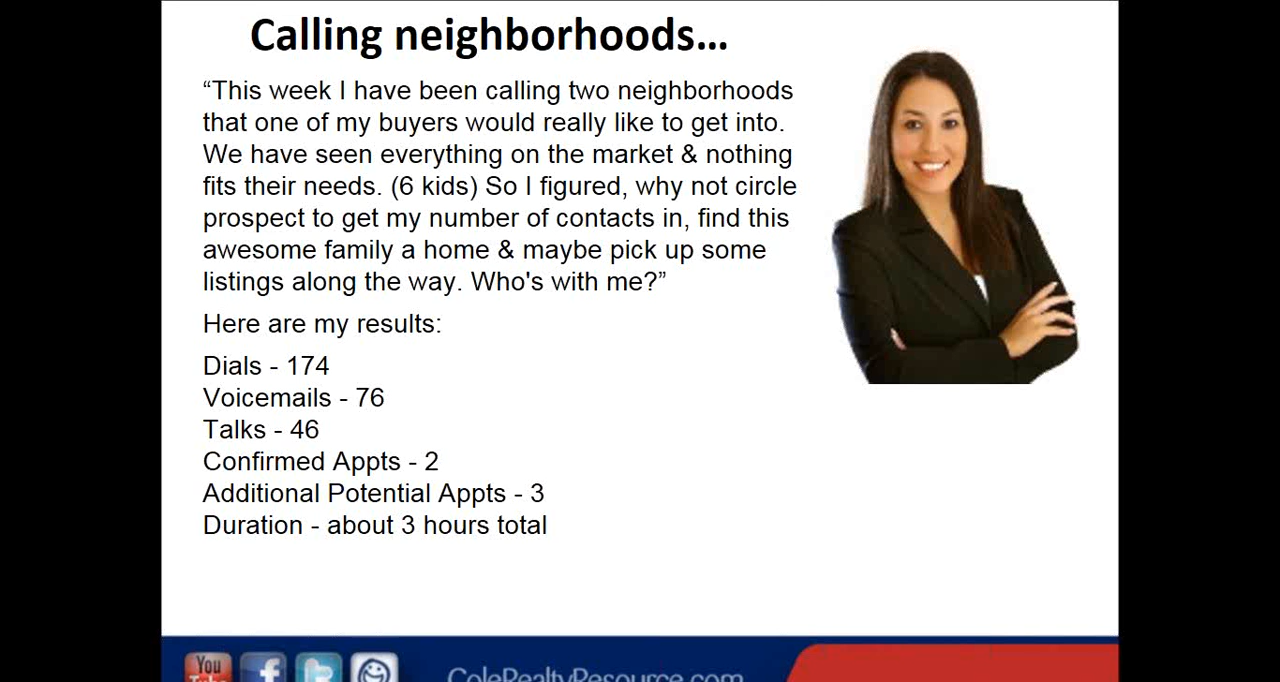 Calling neighborhoods...
“This week I have been calling two neighborhoods
that one of my buyers would really like to get into.
We have seen everything on the market & nothing
fits their needs. (6 kids) So I figured, why not circle
prospect to get my number of contacts in, find this
awesome family a home & maybe pick up some
listings along the way. Who's with me?”
Here are my results:
Dials - 174
Voicemails - 76
Talks - 46
Confirmed Appts - 2
Additional Potential Appts - 3
Duration - about 3 hours total
You
Tube
ColeRealtyResource.com